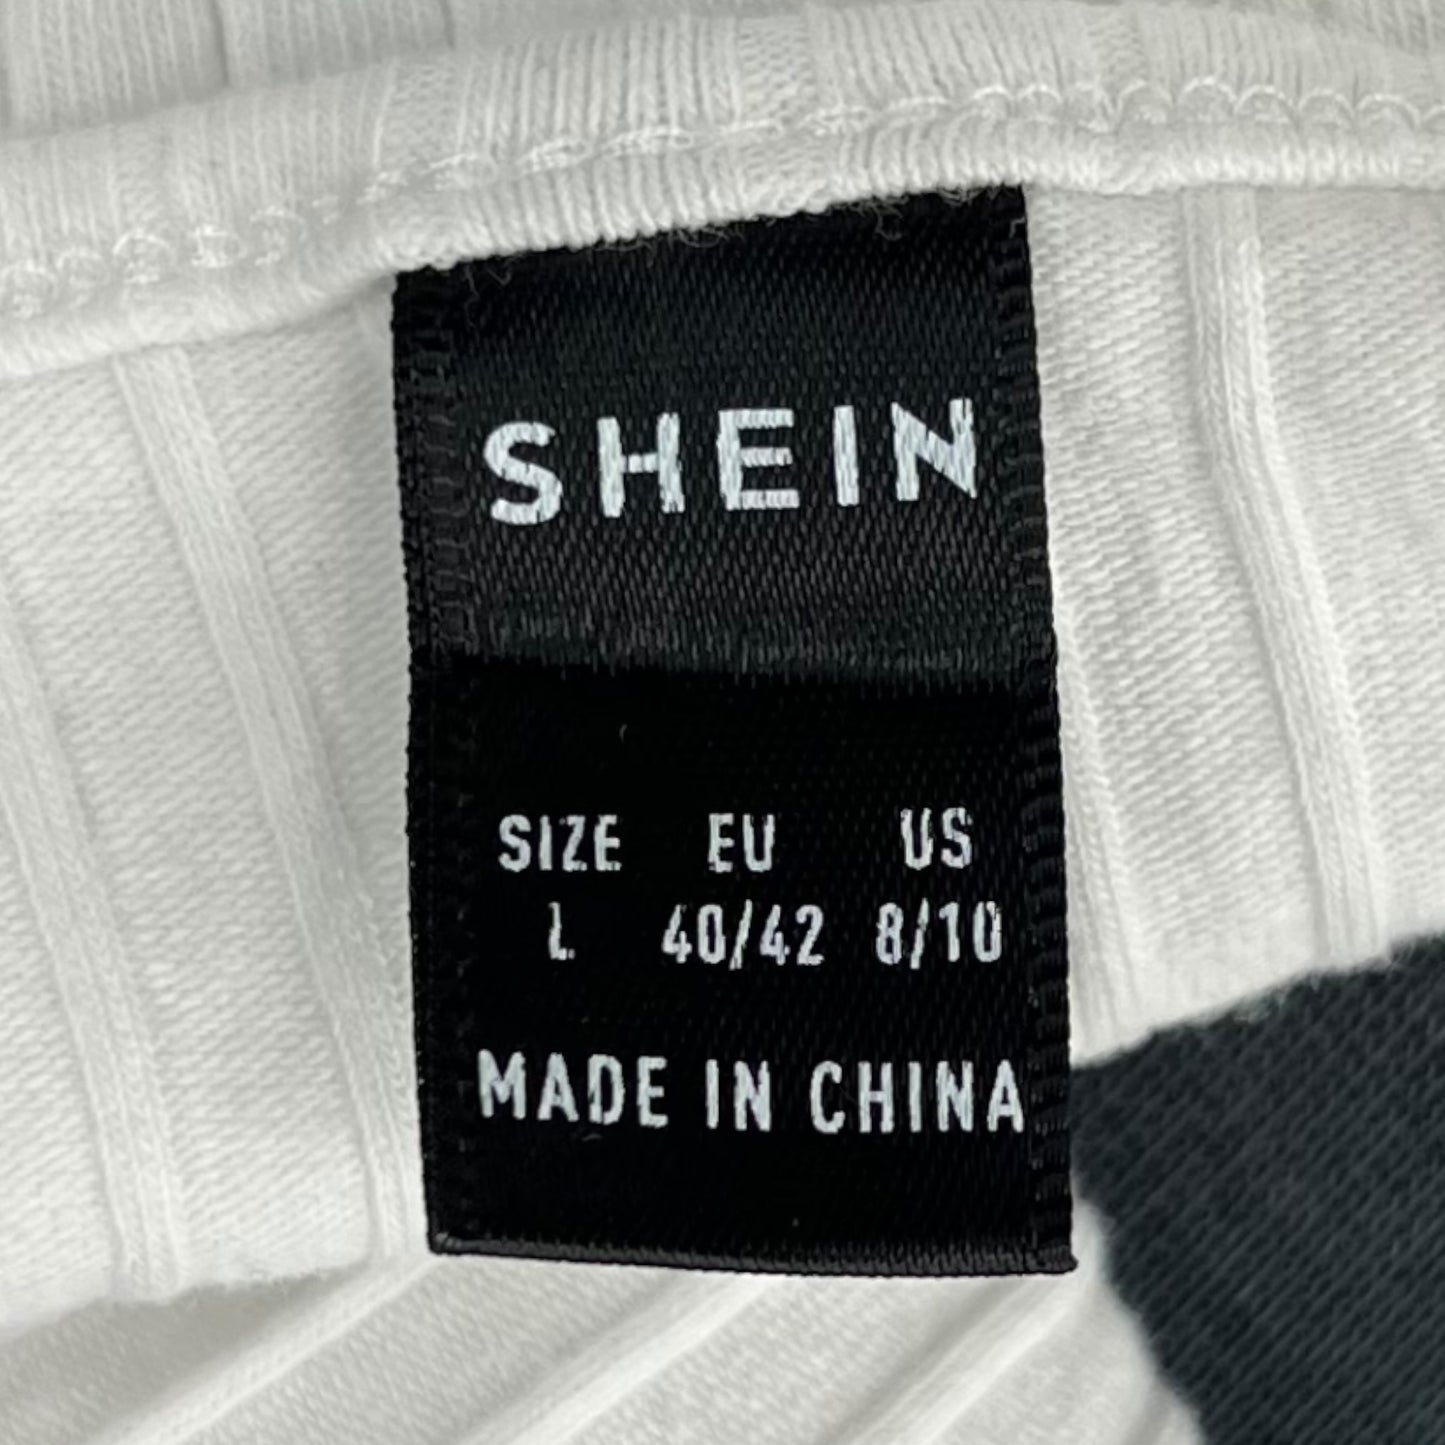 SHEIN
SIZE EU US
L 40/42 8/10
MADE IN CHINA